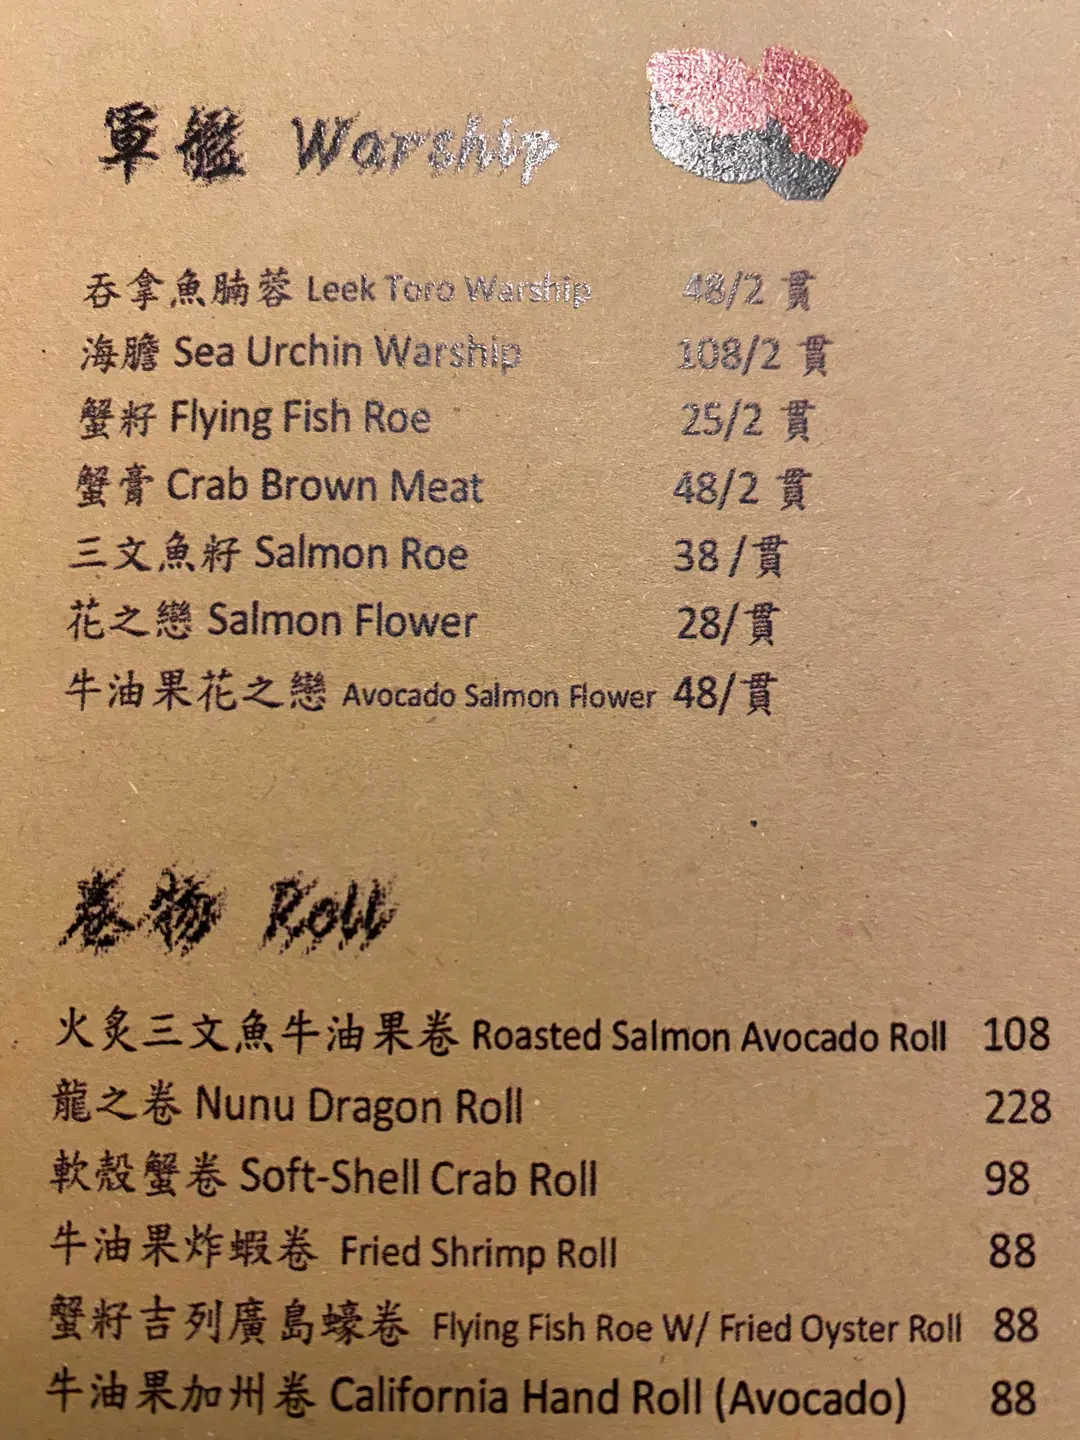 軍艦 Warship
吞拿魚腩蓉 Leek Toro Warship 48/2 貫
海膽 Sea Urchin Warship 108/2 貫
蟹籽 Flying Fish Roe 25/2 貫
蟹膏 Crab Brown Meat 48/2 貫
三文魚籽 Salmon Roe 38 /貫
花之戀 Salmon Flower 28/貫
牛油果花之戀 Avocado Salmon Flower 48/貫
卷物 Roll
火炙三文魚牛油果卷 Roasted Salmon Avocado Roll 108
龍之卷 Nunu Dragon Roll 228
軟殼蟹卷 Soft-Shell Crab Roll 98
牛油果炸蝦卷 Fried Shrimp Roll 88
蟹籽吉列廣島蠔卷 Flying Fish Roe W/ Fried Oyster Roll 88
牛油果加州卷 California Hand Roll (Avocado) 88